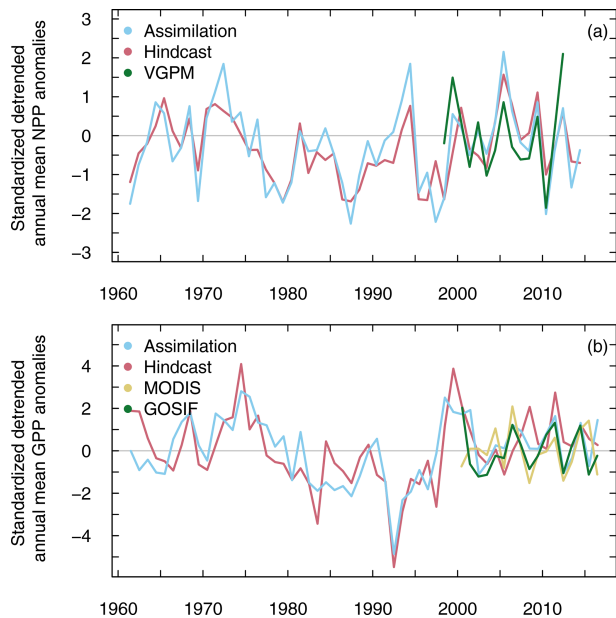 Standardized detrended
annual mean NPP anomalies
3
2
1
0
−1
−2
−3
Assimilation
Hindcast
VGPM
(a)
1960 1970 1980 1990 2000 2010
Standardized detrended
annual mean GPP anomalies
4
2
0
−2
−4
Assimilation
Hindcast
MODIS
GOSIF
(b)
1960 1970 1980 1990 2000 2010